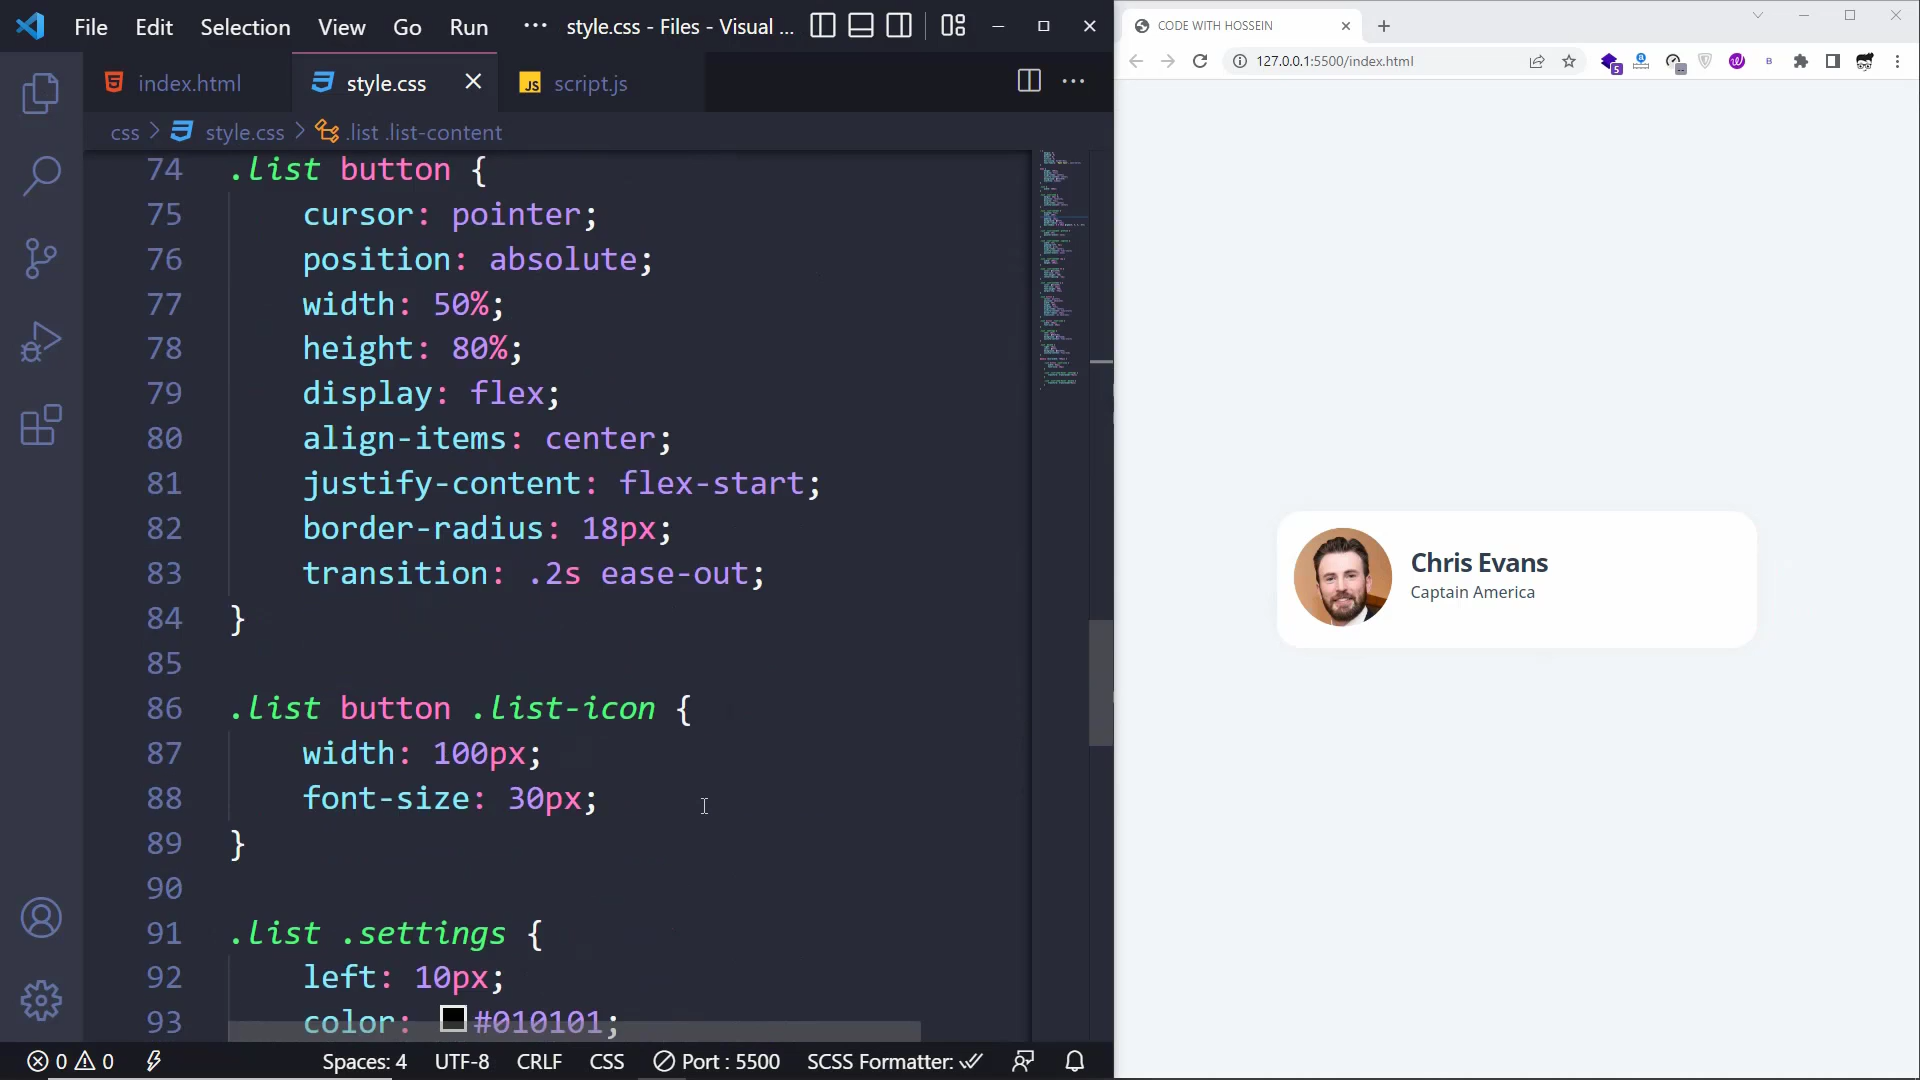 File Edit Selection View Go Run ··· style.css - Files - Visual ...
index.html style.css script.js
css > style.css > .list .list-content
74 .list button {
75 cursor: pointer;
76 position: absolute;
77 width: 50%;
78 height: 80%;
79 display: flex;
80 align-items: center;
81 justify-content: flex-start;
82 border-radius: 18px;
83 transition: .2s ease-out;
84 }
85
86 .list button .list-icon {
87 width: 100px;
88 font-size: 30px;
89 }
90
91 .list .settings {
92 left: 10px;
93 color: #010101;
0 0 Spaces: 4 UTF-8 CRLF CSS Port : 5500 SCSS Formatter:
CODE WITH HOSSEIN
127.0.0.1:5500/index.html
5
Chris Evans
Captain America